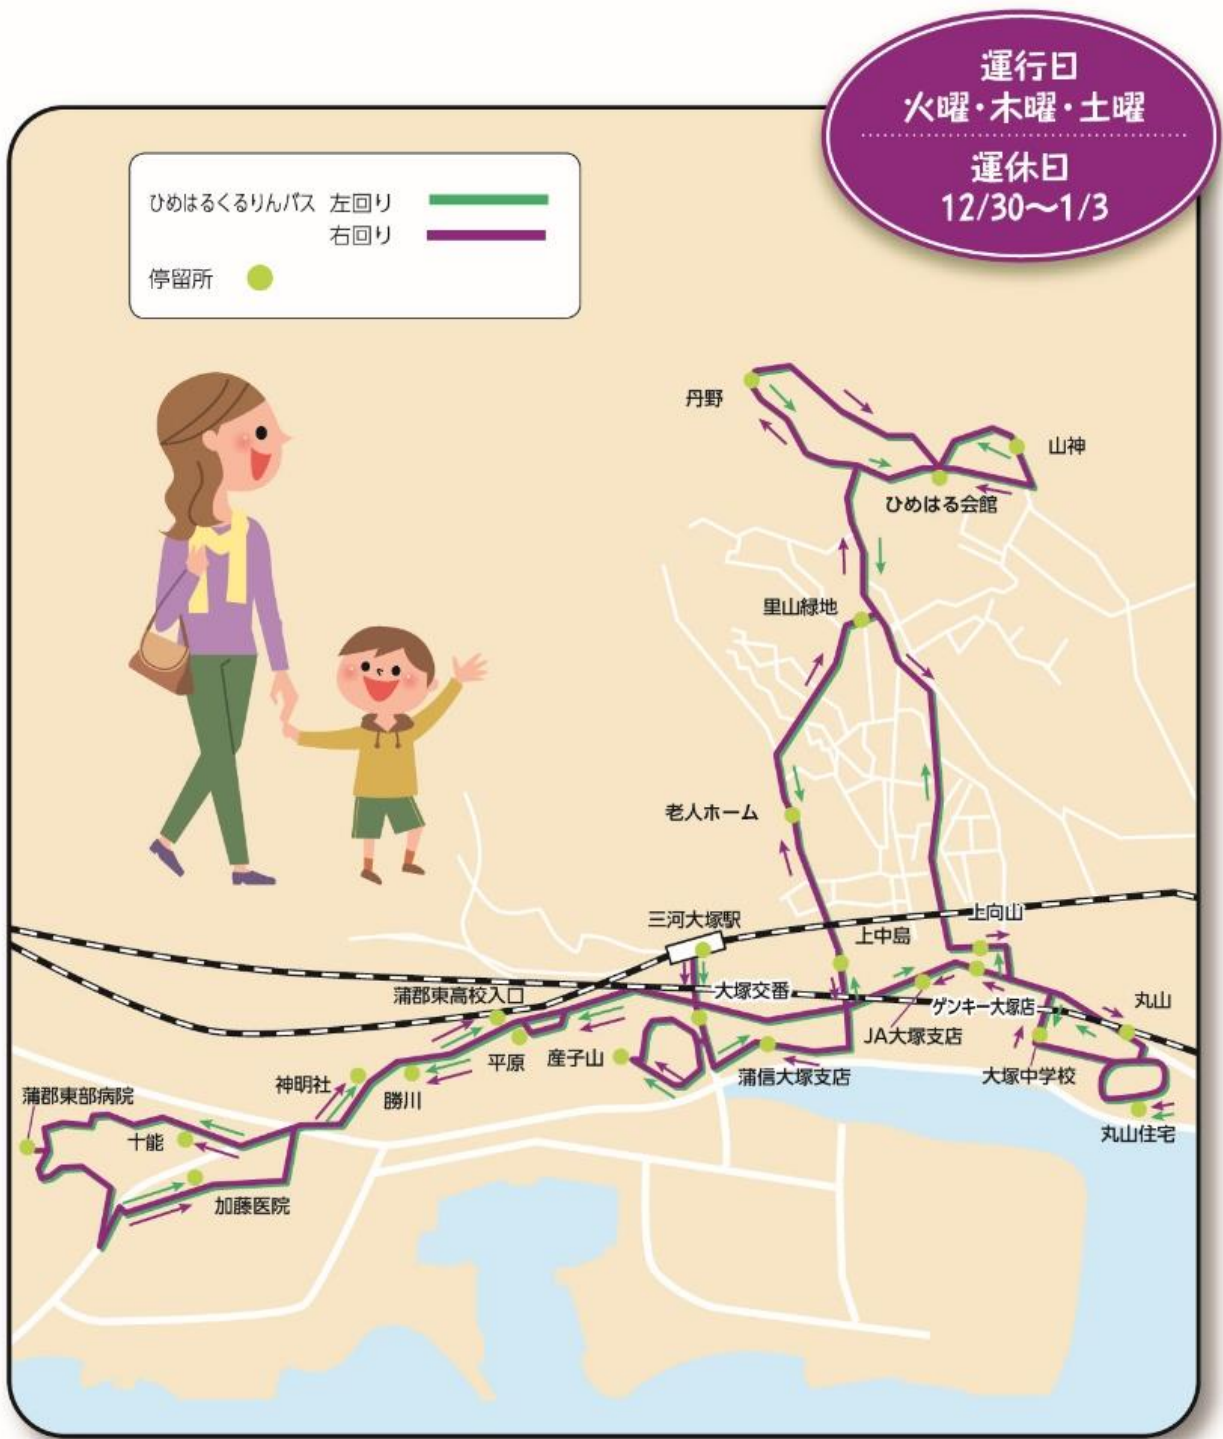 運行日
火曜・木曜・土曜
運休日
12/30〜1/3
ひめはるくるりんバス 左回り
右回り
停留所
丹野
山神
ひめはる会館
里山緑地
老人ホーム
三河大塚駅
上向山
上中島
蒲郡東高校入口
大塚交番
ゲンキー大塚店
丸山
平原
産子山
JA大塚支店
神明社
勝川
蒲信大塚支店
大塚中学校
蒲郡東部病院
十能
丸山住宅
加藤医院